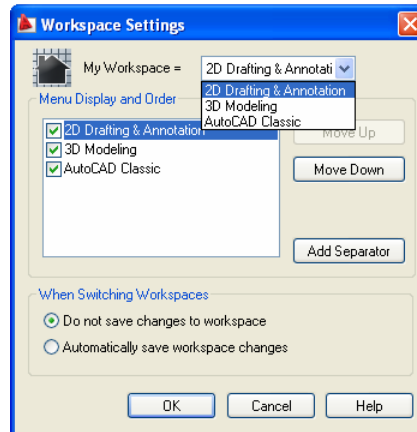 Workspace Settings
My Workspace = 2D Drafting & Annotati
2D Drafting & Annotation
3D Modeling
AutoCAD Classic
Menu Display and Order
2D Drafting & Annotation
3D Modeling
AutoCAD Classic
Move Up
Move Down
Add Separator
When Switching Workspaces
Do not save changes to workspace
Automatically save workspace changes
OK Cancel Help